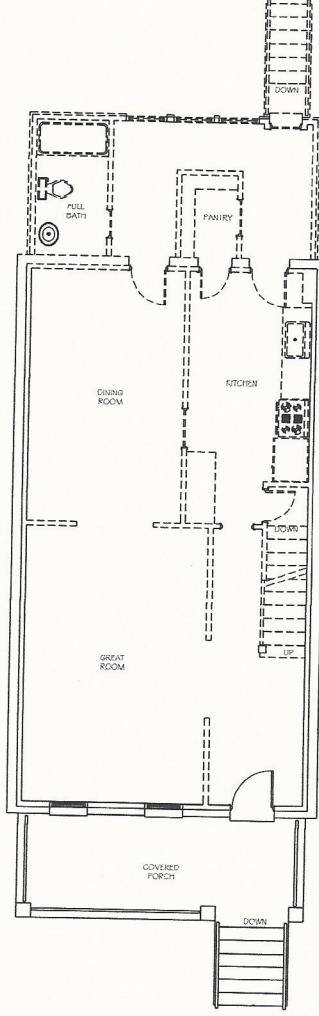 DOWN
FULL
BATH
PANTRY
KITCHEN
DINING
ROOM
DOWN
GREAT
ROOM
UP
COVERED
PORCH
DOWN